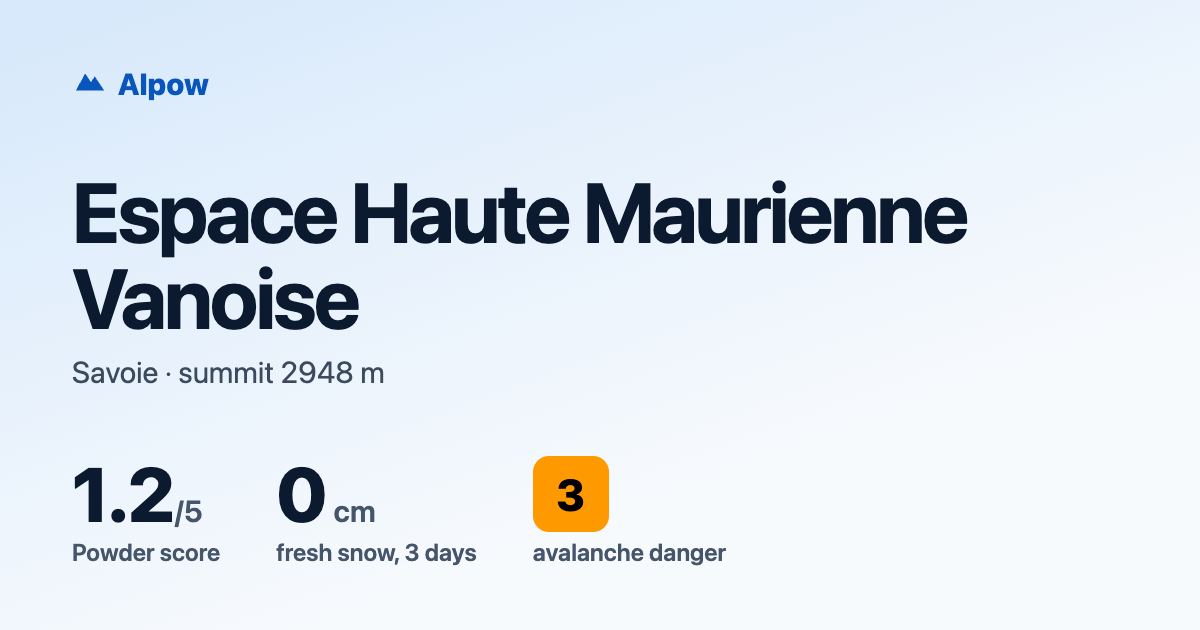 Alpow
Espace Haute Maurienne
Vanoise
Savoie · summit 2948 m
1.2/5
Powder score
0 cm
fresh snow, 3 days
3
avalanche danger